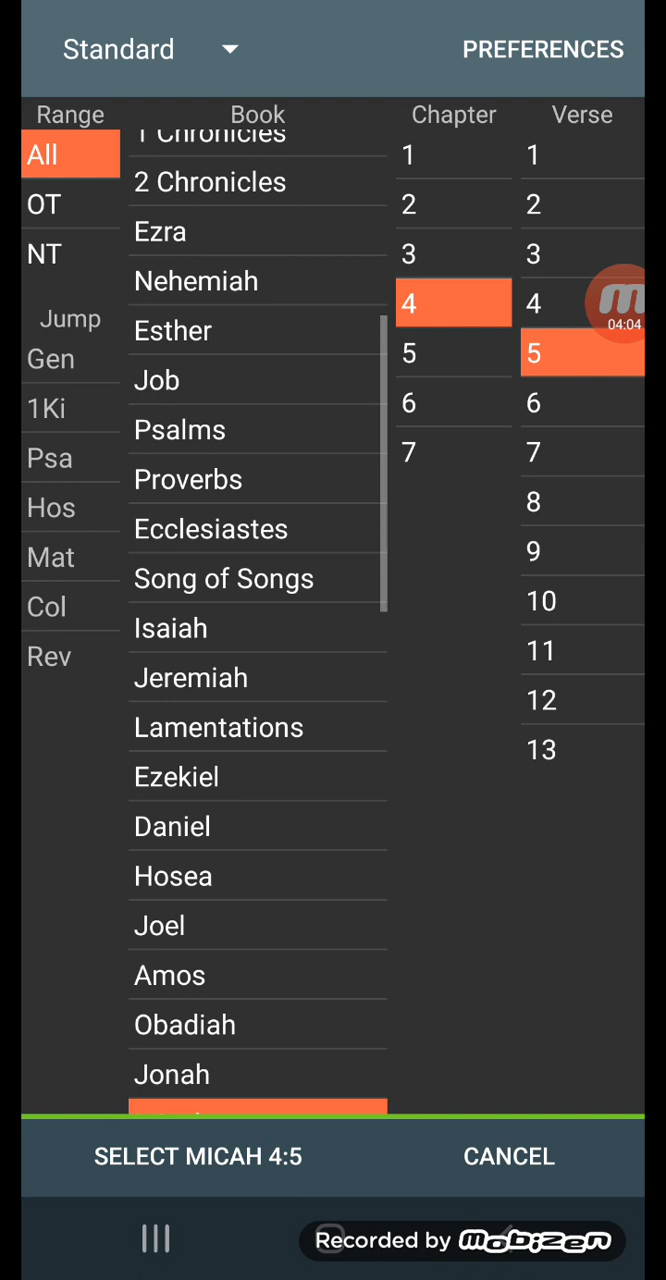 Standard
PREFERENCES
Range
Book
Chapter
Verse
All
OT
NT
Jump
Gen
1Ki
Psa
Hos
Mat
Col
Rev
1 Chronicles
2 Chronicles
Ezra
Nehemiah
Esther
Job
Psalms
Proverbs
Ecclesiastes
Song of Songs
Isaiah
Jeremiah
Lamentations
Ezekiel
Daniel
Hosea
Joel
Amos
Obadiah
Jonah
1
2
3
4
5
6
7
1
2
3
4
5
6
7
8
9
10
11
12
13
04:04
SELECT MICAH 4:5
CANCEL
Recorded by mobizen